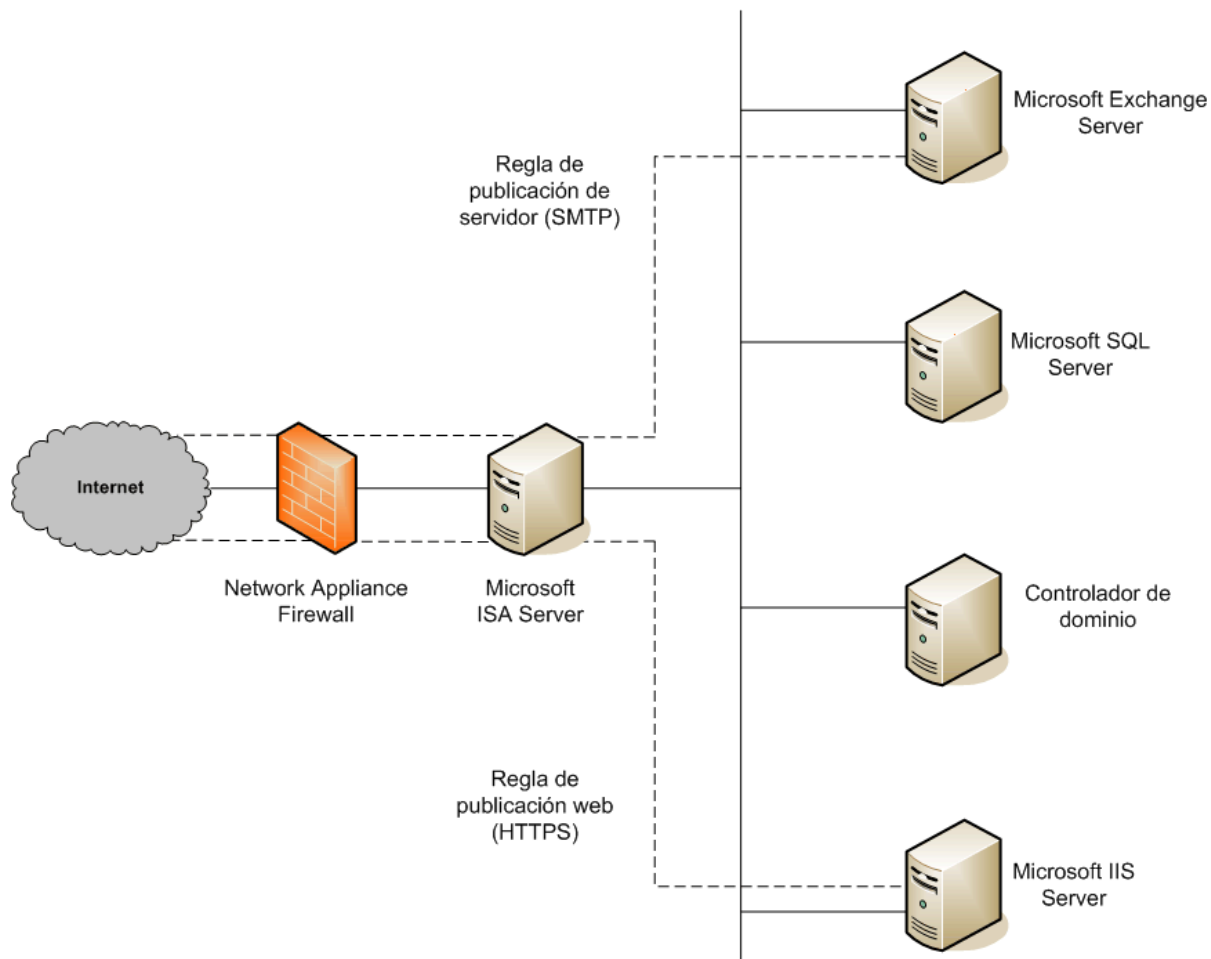 Microsoft Exchange
Server
Regla de
publicación de
servidor (SMTP)
Microsoft SQL
Server
Internet
Network Appliance
Firewall
Microsoft
ISA Server
Controlador de
dominio
Regla de
publicación web
(HTTPS)
Microsoft IIS
Server